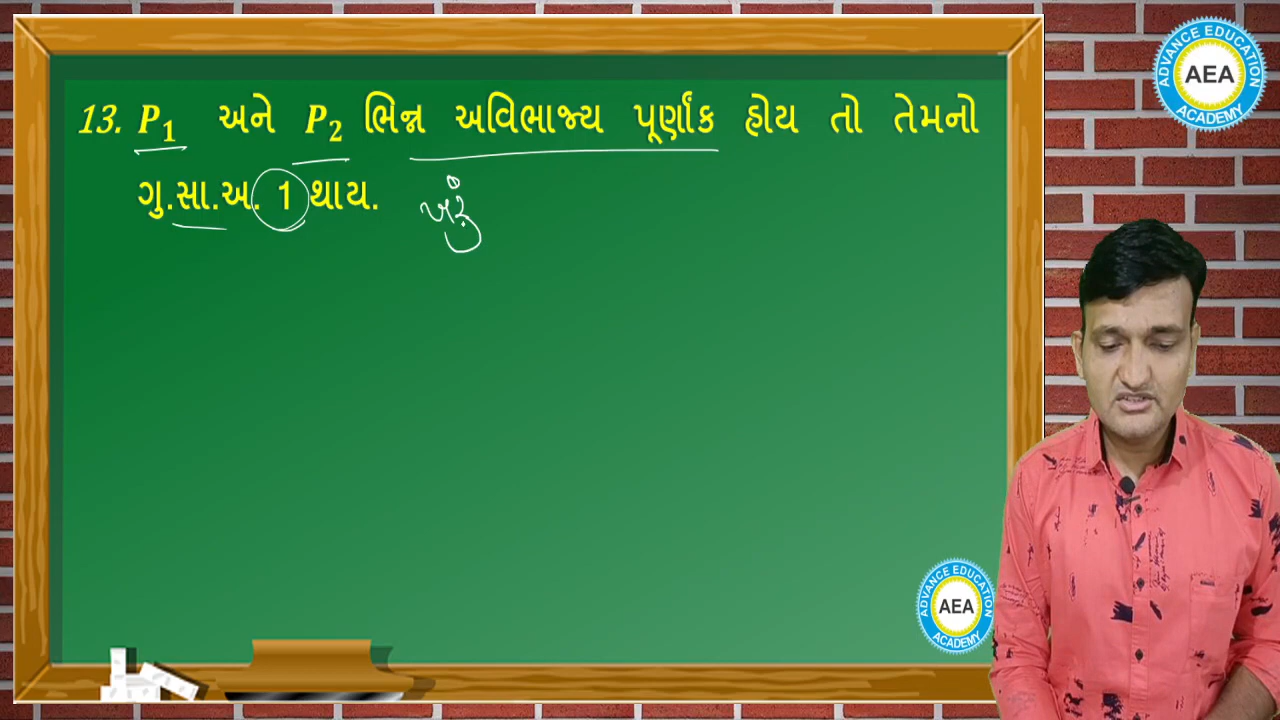 13. P₁ અને P₂ ભિન્ન અવિભાજ્ય પૂર્ણાંક હોય તો તેમનો
ગુ.સા.અ. 1 થાય. ખરું
ADVANCE EDUCATION
AEA
ACADEMY
ADVANCE EDUCATION
AEA
ACADEMY